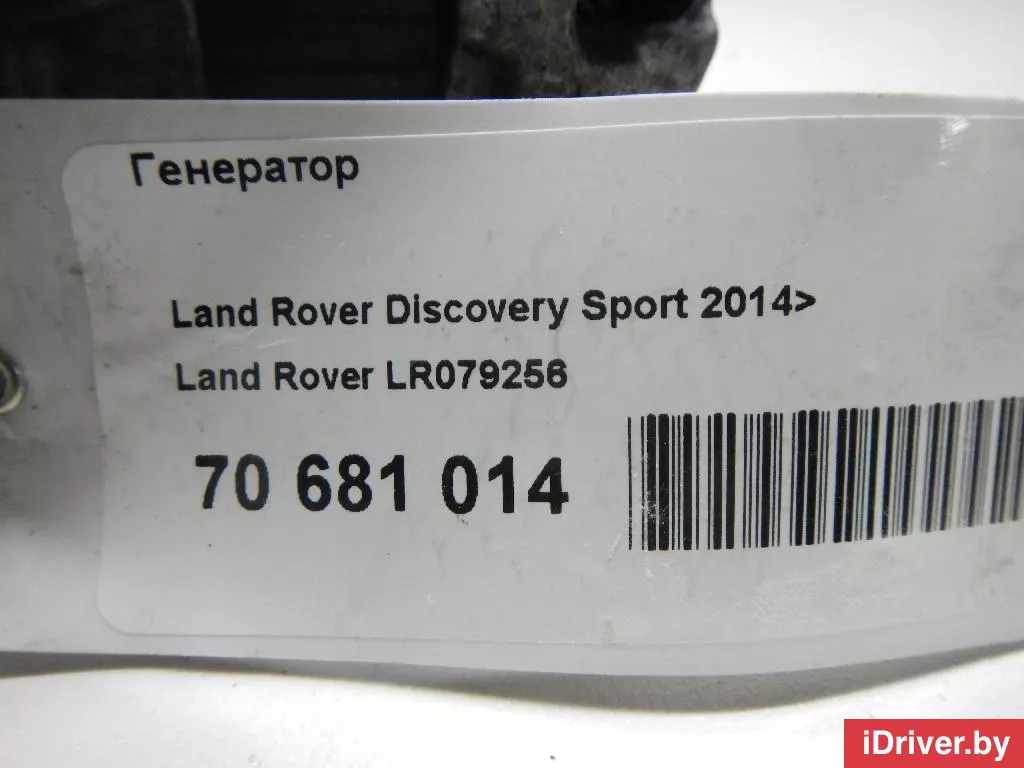 Генератор
Land Rover Discovery Sport 2014>
Land Rover LR079256
70 681 014
iDriver.by